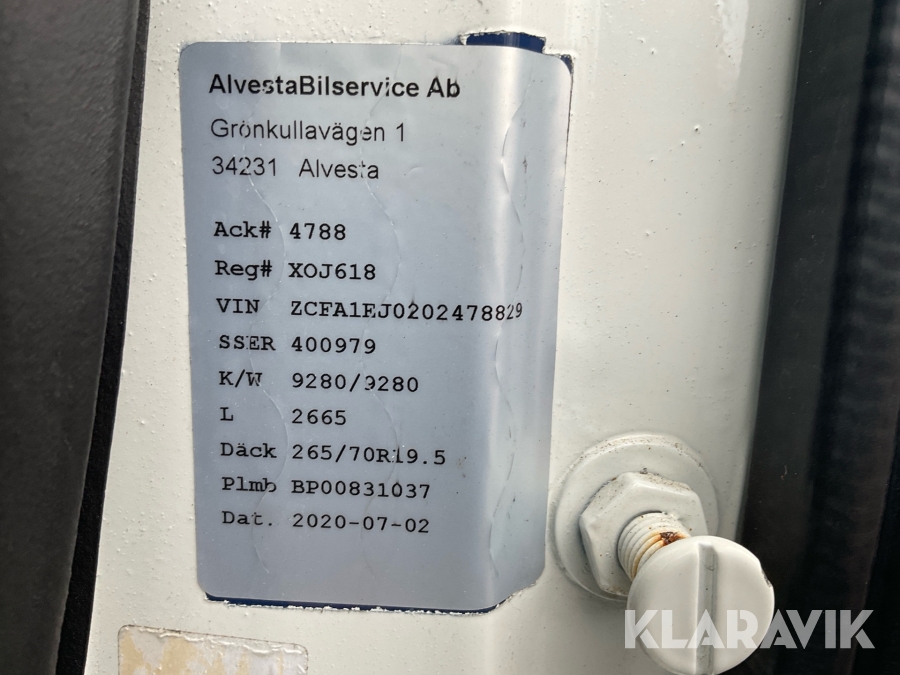 AlvestaBilservice Ab
Grönkullavägen 1
34231 Alvesta
Ack# 4788
Reg# XOJ618
VIN ZCFA1EJ0202478829
SSER 400979
K/W 9280/9280
L 2665
Däck 265/70R19.5
Plmb BP00831037
Dat. 2020-07-02
KLARAVIK